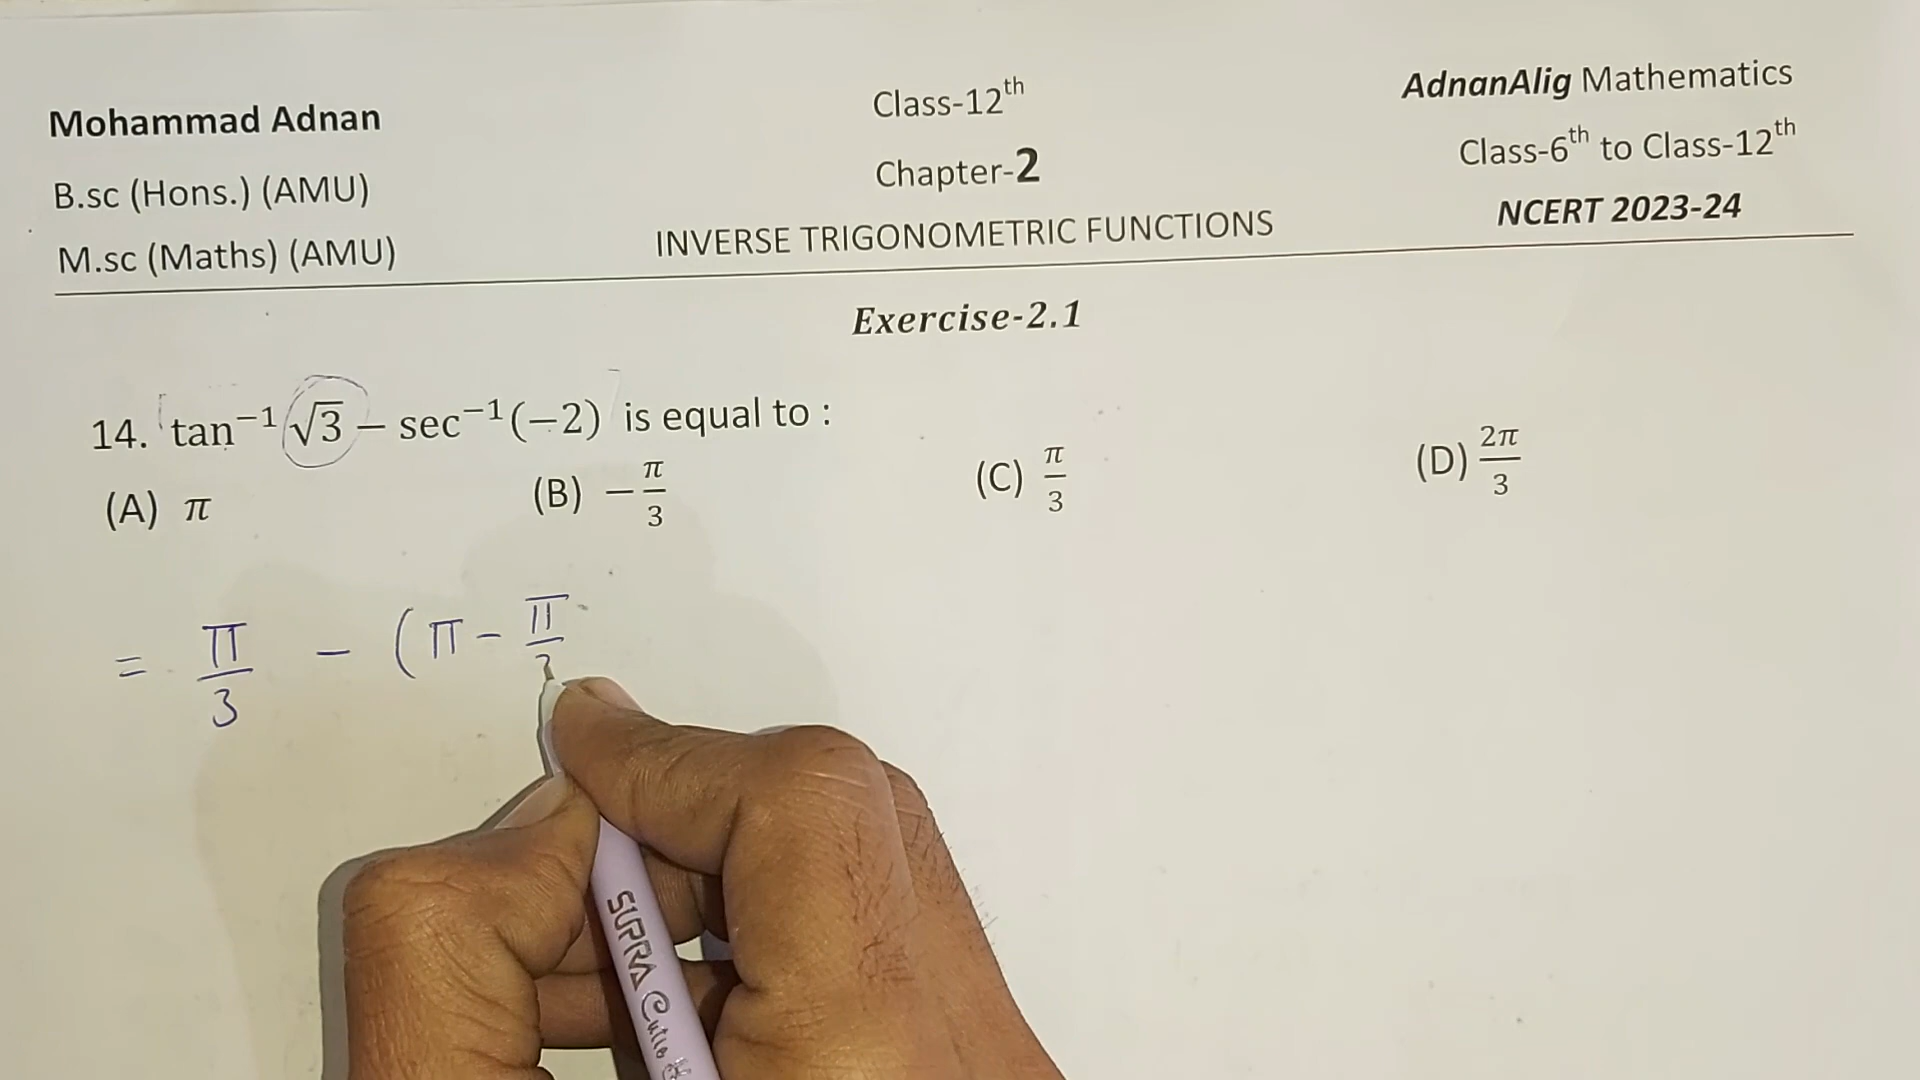 Mohammad Adnan
B.sc (Hons.) (AMU)
M.sc (Maths) (AMU)
Class-12th
Chapter-2
INVERSE TRIGONOMETRIC FUNCTIONS
AdnanAlig Mathematics
Class-6th to Class-12th
NCERT 2023-24
Exercise-2.1
14. tan⁻¹ √3 − sec⁻¹(−2) is equal to :
(A) π (B) −π/3 (C) π/3 (D) 2π/3
= π/3 − (π − π/3
SUPRA Cutie